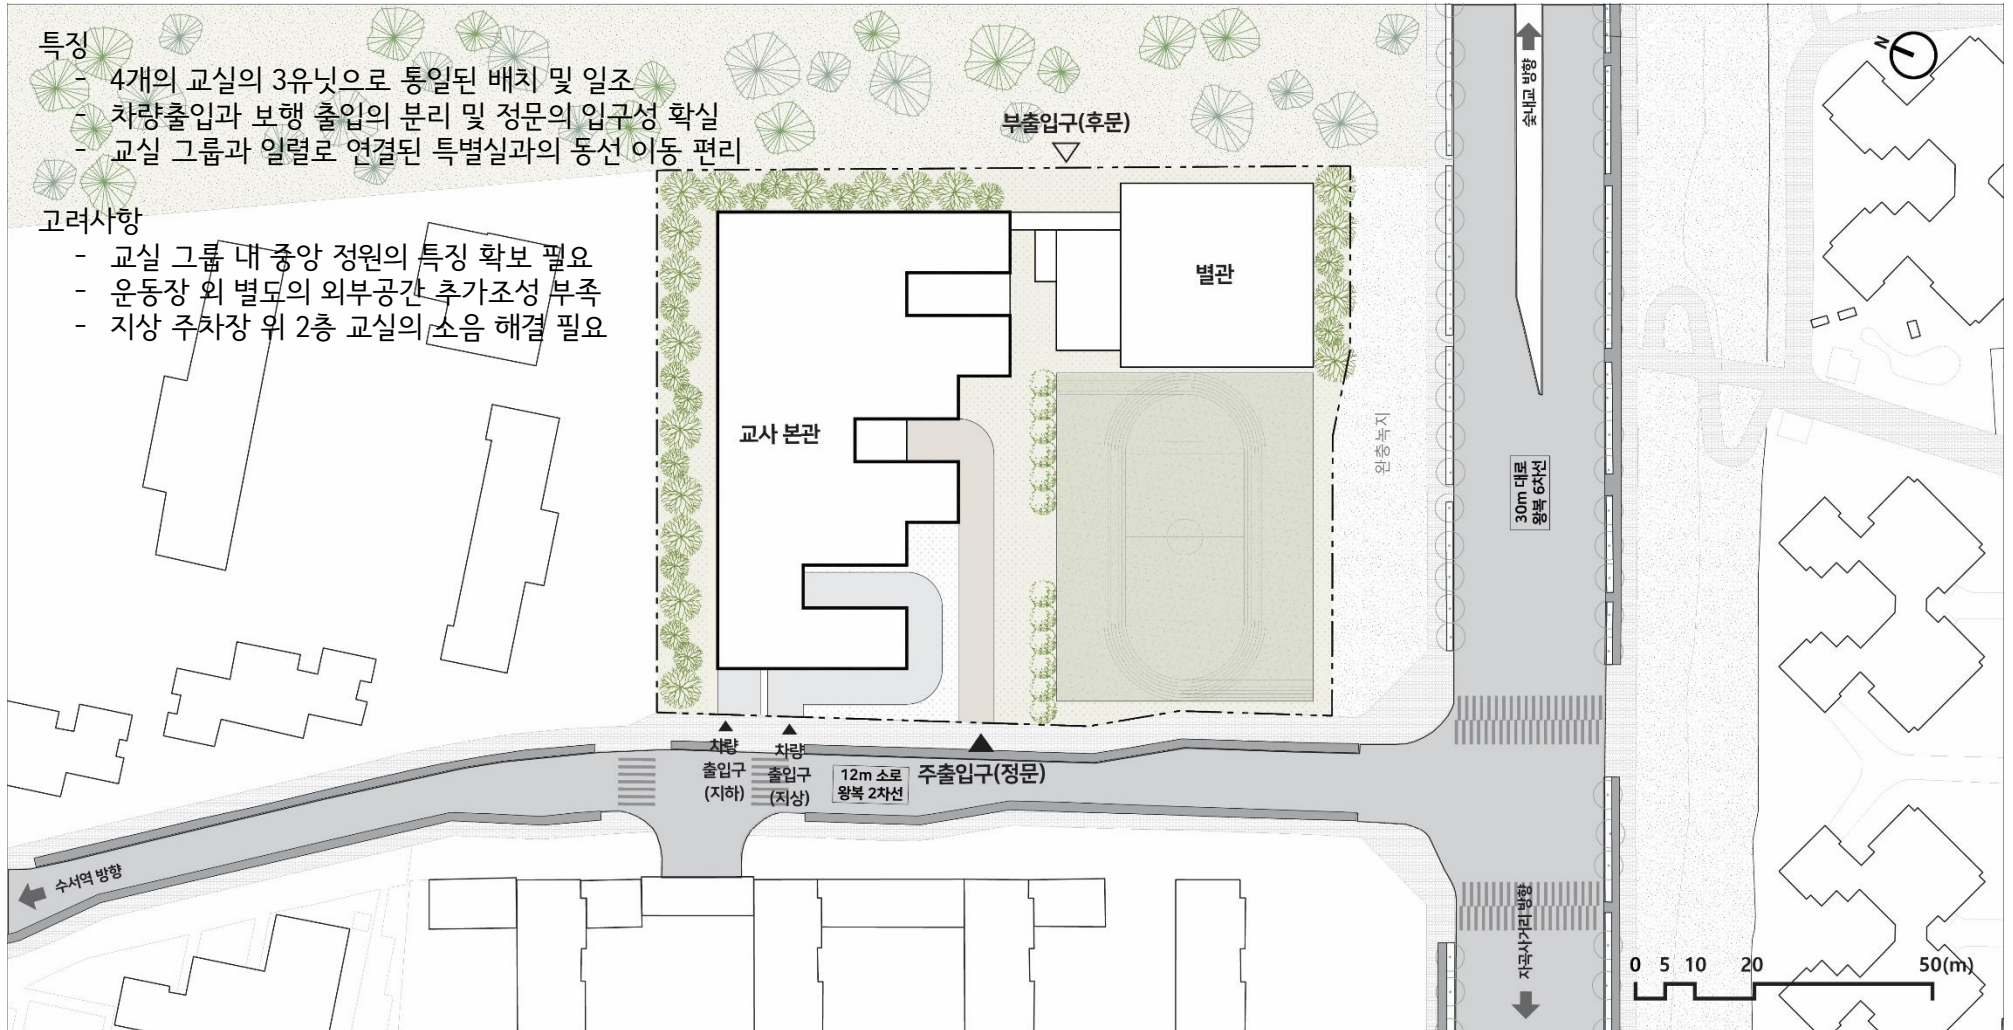 특징
- 4개의 교실의 3유닛으로 통일된 배치 및 일조
- 차량출입과 보행 출입의 분리 및 정문의 입구성 확실
- 교실 그룹과 일렬로 연결된 특별실과의 동선 이동 편리
고려사항
- 교실 그룹 내 중앙 정원의 특징 확보 필요
- 운동장 외 별도의 외부공간 추가조성 부족
- 지상 주차장 위 2층 교실의 소음 해결 필요
부출입구(후문)
숯내교 방향
N
별관
교사 본관
완충녹지
30m 대로
왕복 6차선
차량
출입구
(지하)
차량
출입구
(지상)
12m 소로
왕복 2차선
주출입구(정문)
수서역 방향
자곡사거리 방향
0 5 10 20 50(m)